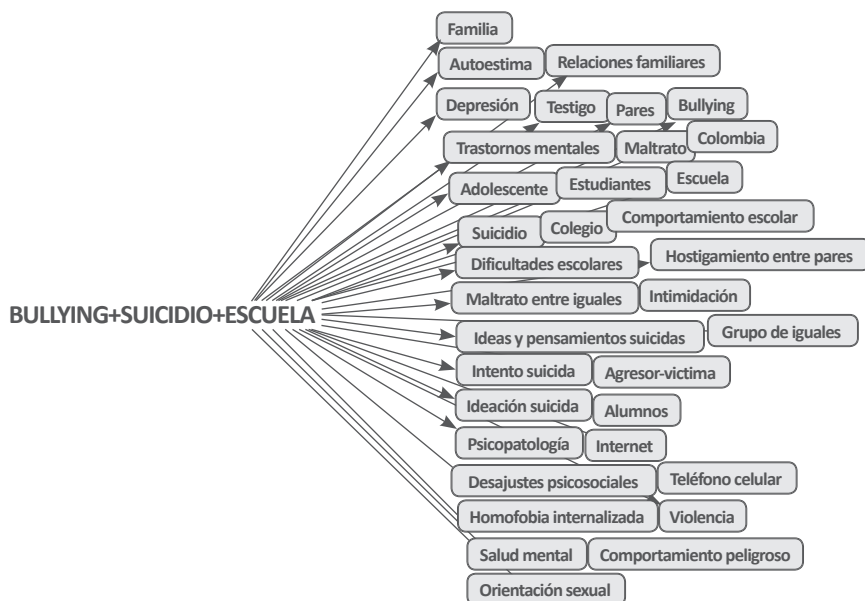 Familia
Autoestima
Relaciones familiares
Depresión
Testigo
Pares
Bullying
Trastornos mentales
Maltrato
Colombia
Adolescente
Estudiantes
Escuela
Suicidio
Colegio
Comportamiento escolar
Dificultades escolares
Hostigamiento entre pares
BULLYING+SUICIDIO+ESCUELA
Maltrato entre iguales
Intimidación
Ideas y pensamientos suicidas
Grupo de iguales
Intento suicida
Agresor-victima
Ideación suicida
Alumnos
Psicopatología
Internet
Desajustes psicosociales
Teléfono celular
Homofobia internalizada
Violencia
Salud mental
Comportamiento peligroso
Orientación sexual